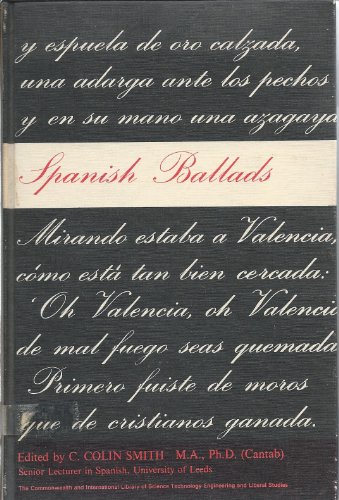 y espuela de oro calzada,
una adarga ante los pechos
y en su mano una azagaya
Spanish Ballads
Mirando estaba a Valencia,
cómo está tan bien cercada:
'Oh Valencia, oh Valenci
de mal fuego seas quemada
Primero fuiste de moros
que de cristianos ganada.
Edited by C. COLIN SMITH M.A., Ph.D. (Cantab)
Senior Lecturer in Spanish, University of Leeds
The Commonwealth and International Library of Science Technology Engineering and Liberal Studies